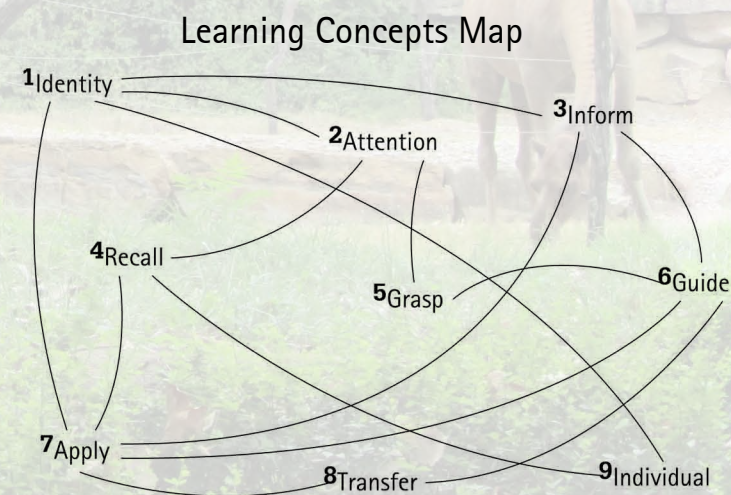 Learning Concepts Map
1Identity
3Inform
2Attention
4Recall
6Guide
5Grasp
7Apply
8Transfer
9Individual